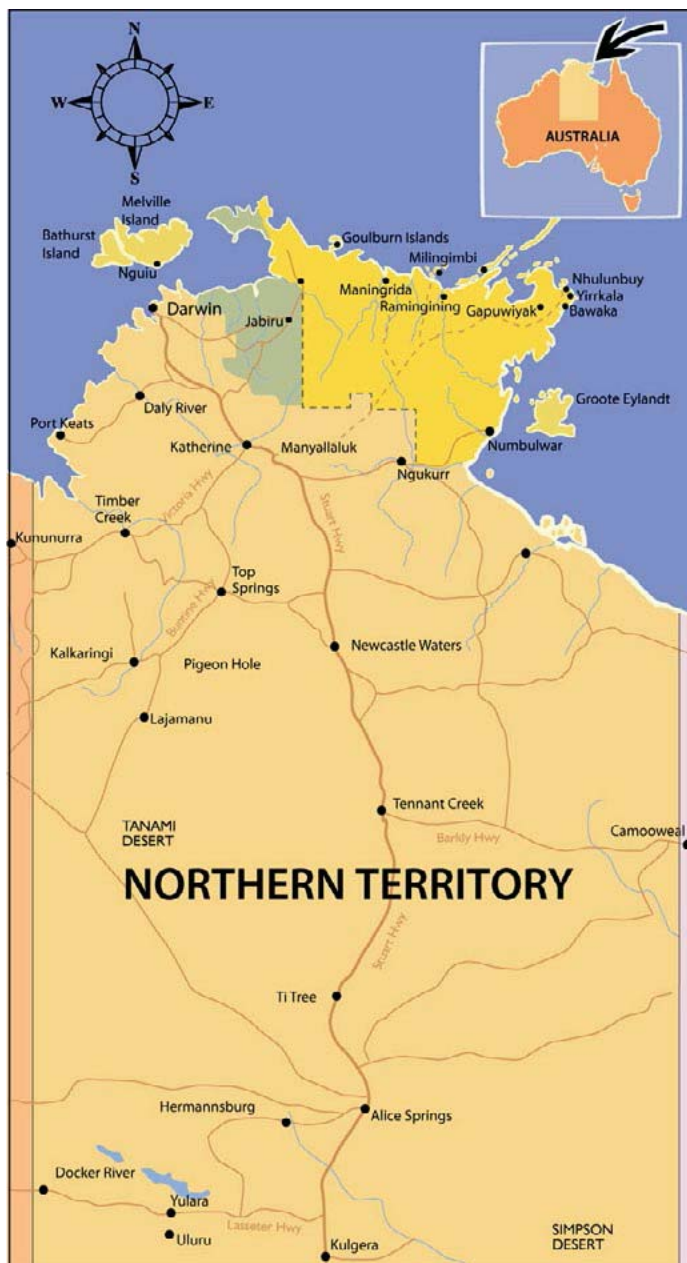 N
W
E
S
AUSTRALIA
Melville
Island
Bathurst
Island
Nguiu
Goulburn Islands
Milingimbi
Maningrida
Ramingining
Nhulunbuy
Yirrkala
Gapuwiyak
Bawaka
Darwin
Jabiru
Groote Eylandt
Daly River
Port Keats
Katherine
Manyallaluk
Numbulwar
Ngukurr
Victoria Hwy
Stuart Hwy
Timber
Creek
Kununurra
Top
Springs
Buntine Hwy
Newcastle Waters
Kalkaringi
Pigeon Hole
Lajamanu
Tennant Creek
TANAMI
DESERT
Barkly Hwy
Camooweal
NORTHERN TERRITORY
Stuart Hwy
Ti Tree
Hermannsburg
Alice Springs
Docker River
Yulara
Lasseter Hwy
Uluru
Kulgera
SIMPSON
DESERT